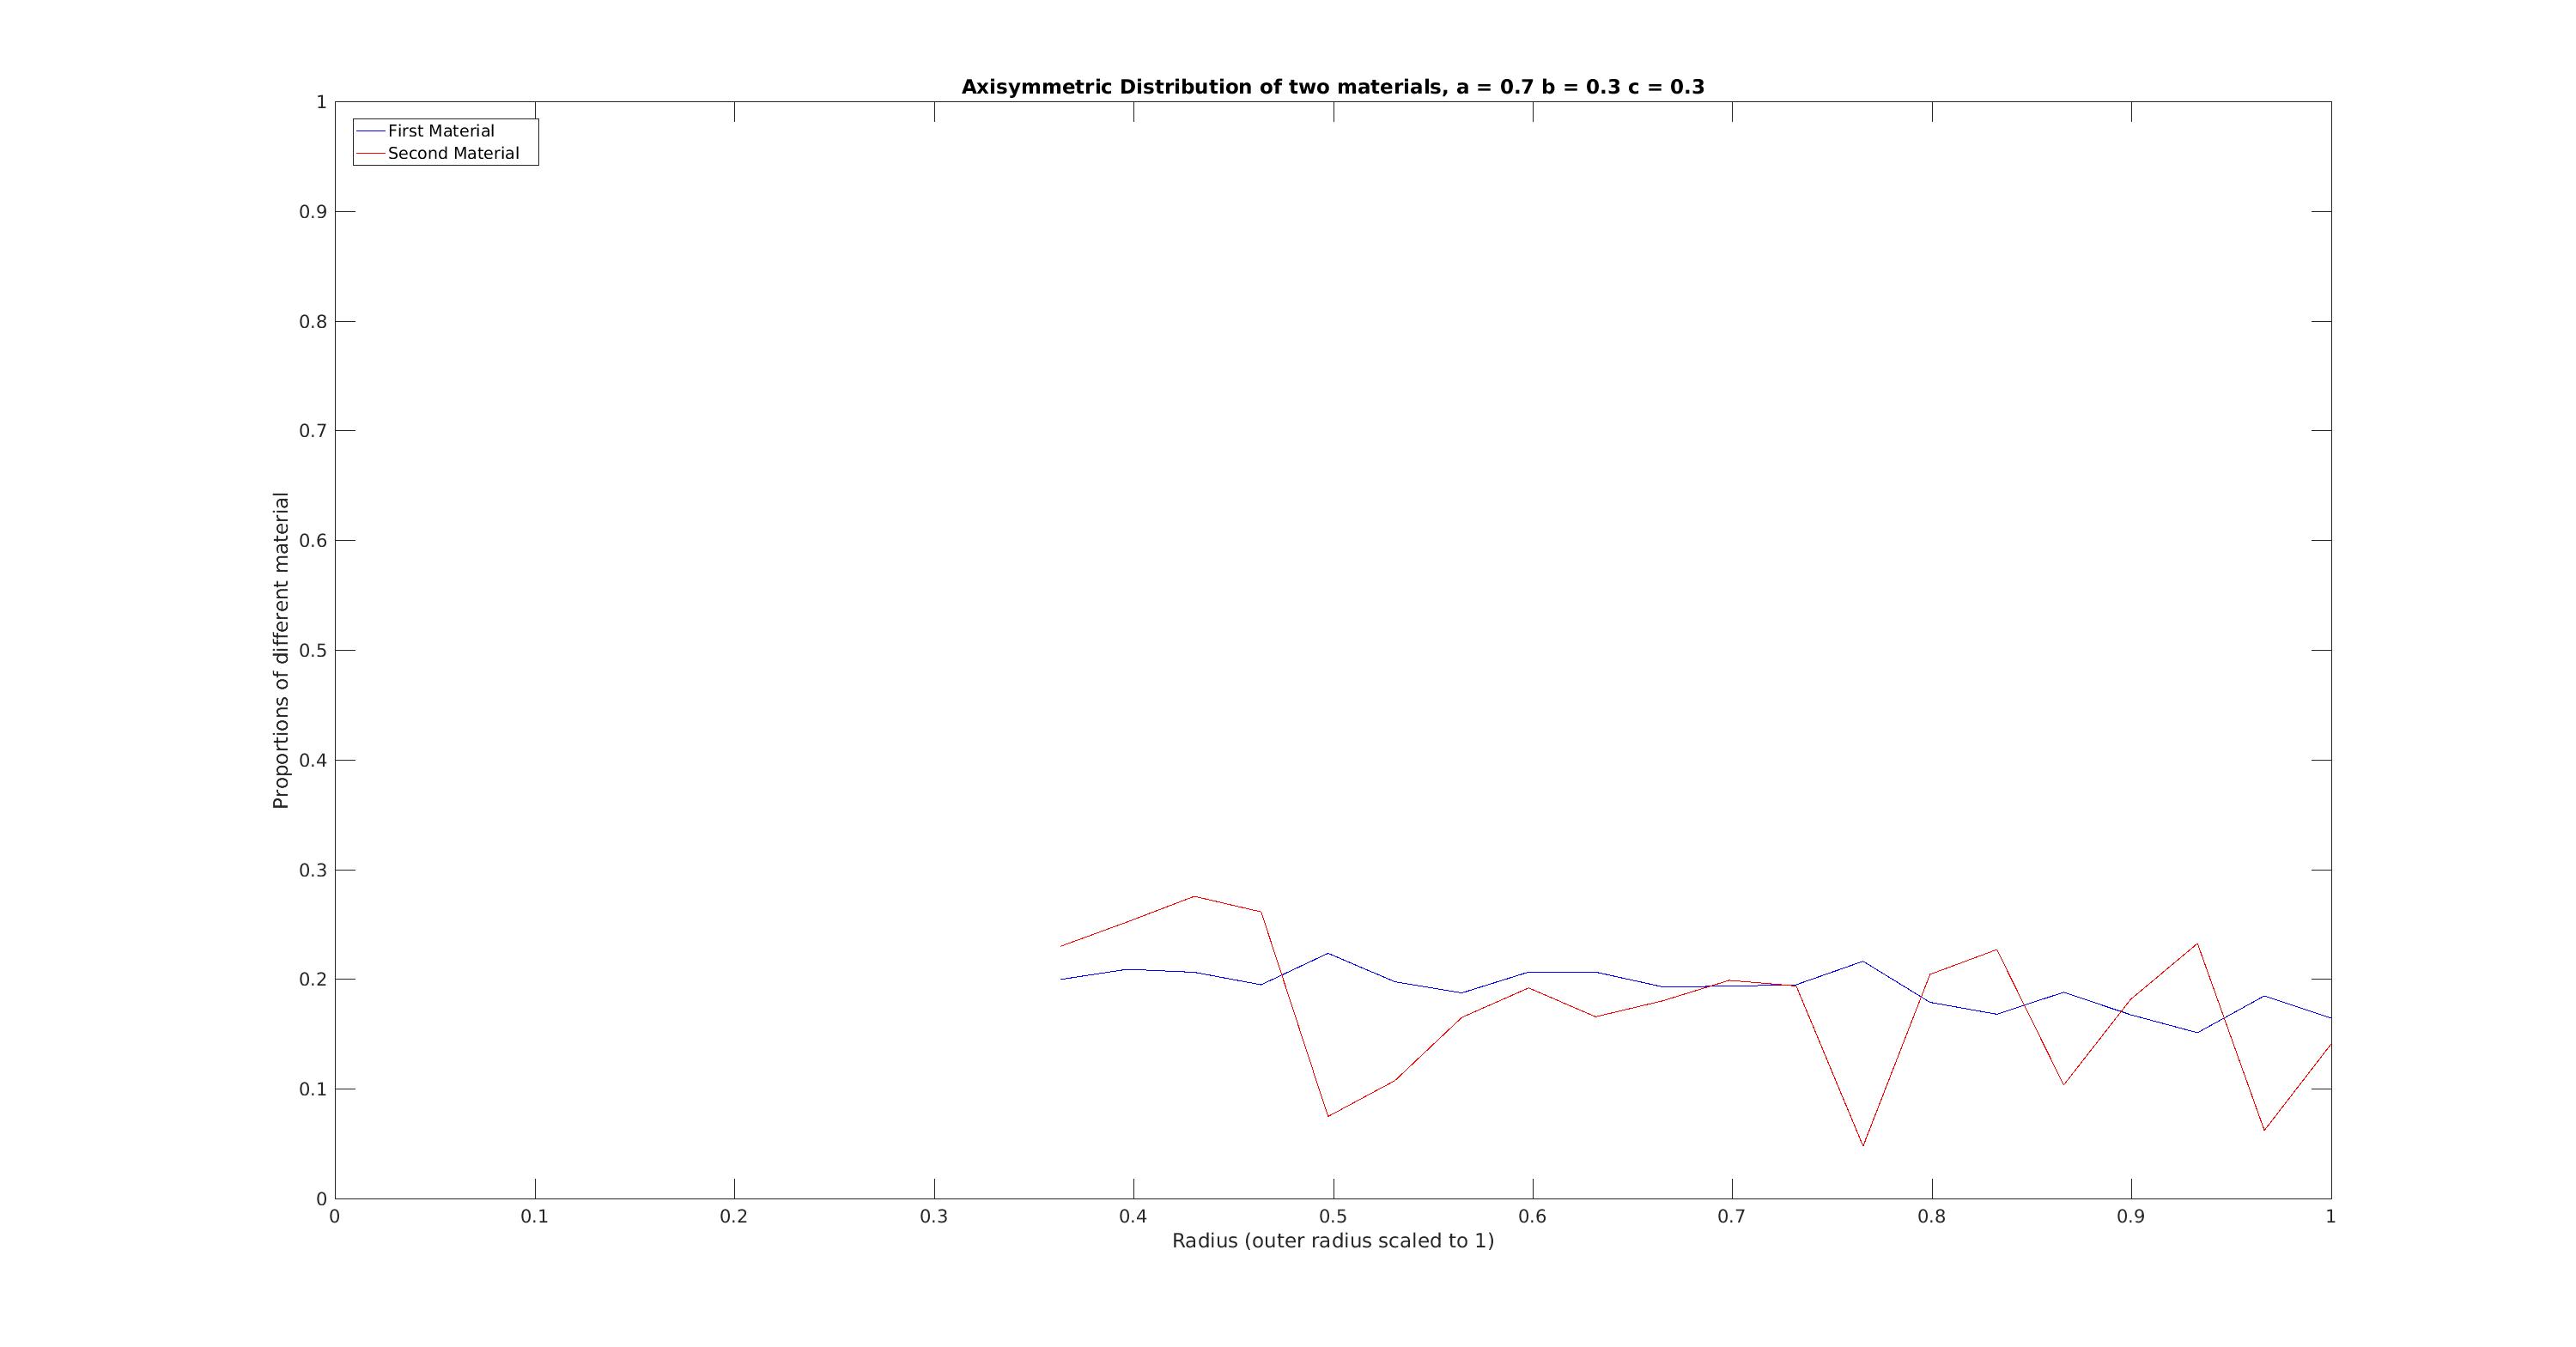 Axisymmetric Distribution of two materials, a = 0.7 b = 0.3 c = 0.3
First Material
Second Material
Proportions of different material
1
0.9
0.8
0.7
0.6
0.5
0.4
0.3
0.2
0.1
0
0 0.1 0.2 0.3 0.4 0.5 0.6 0.7 0.8 0.9 1
Radius (outer radius scaled to 1)